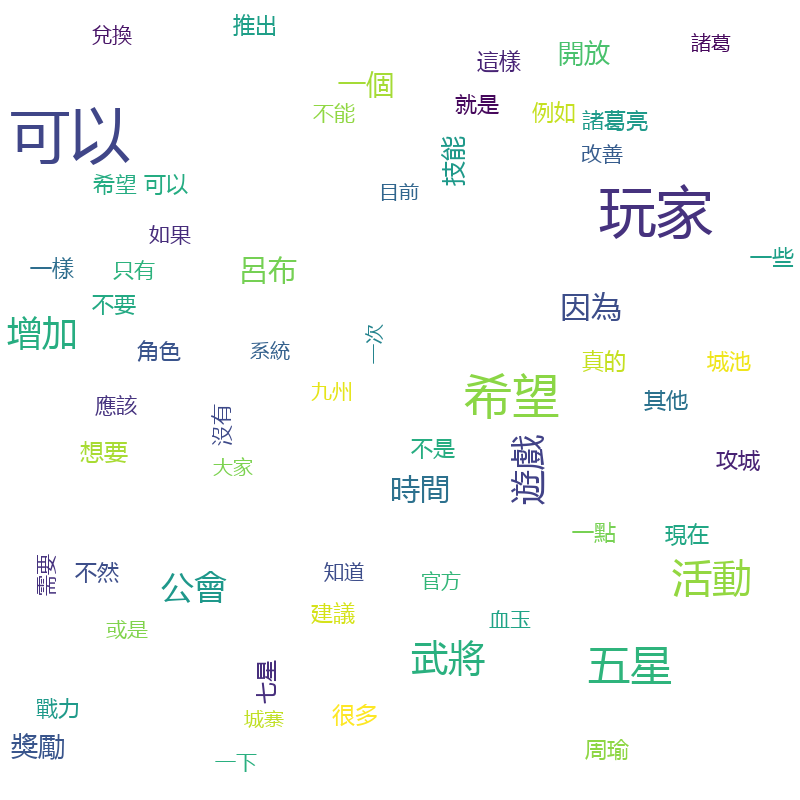 推出
兌換
諸葛
開放
這樣
一個
就是
不能
例如
諸葛亮
可以
改善
技能
希望 可以
目前
玩家
如果
一些
一樣
只有
呂布
不要
因為
增加
一次
角色
系統
真的
城池
九州
希望
其他
應該
沒有
不是
想要
大家
攻城
遊戲
時間
一點
現在
需要
不然
知道
官方
活動
公會
建議
血玉
或是
武將
五星
七星
戰力
城寨
很多
獎勵
周瑜
一下